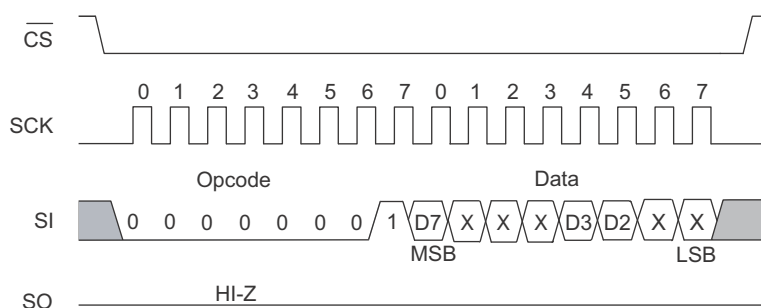 CS
0 1 2 3 4 5 6 7 0 1 2 3 4 5 6 7
SCK
Opcode Data
SI 0 0 0 0 0 0 0 1 D7 X X X D3 D2 X X
MSB LSB
HI-Z
SO